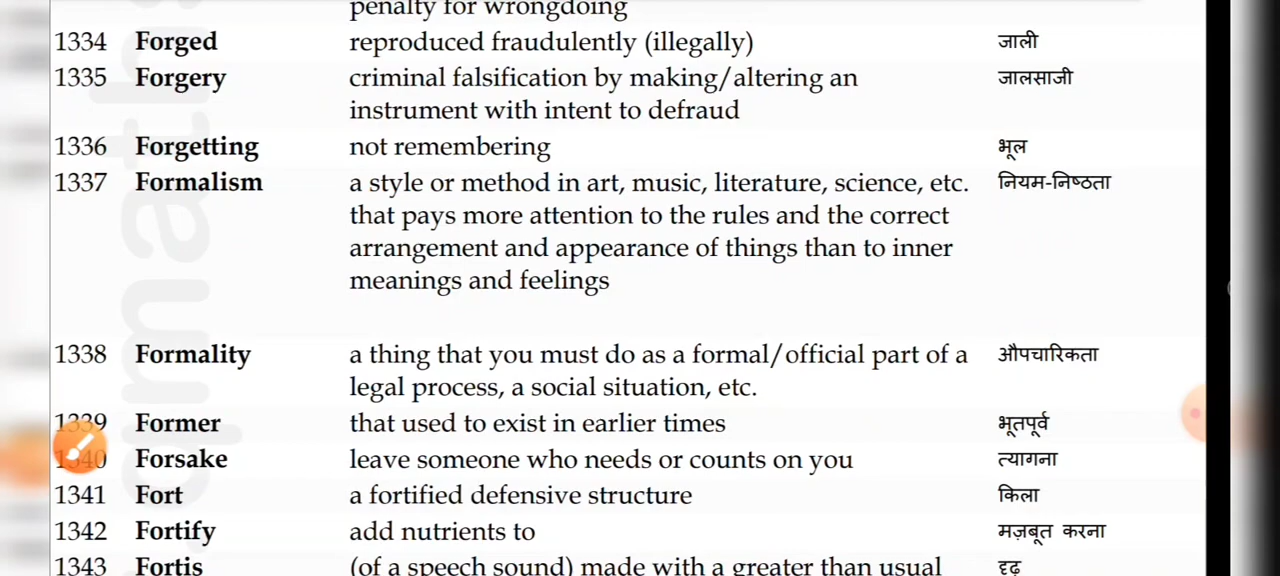 penalty for wrongdoing
1334 Forged reproduced fraudulently (illegally) जाली
1335 Forgery criminal falsification by making/altering an जालसाजी
instrument with intent to defraud
1336 Forgetting not remembering भूल
1337 Formalism a style or method in art, music, literature, science, etc. नियम-निष्ठता
that pays more attention to the rules and the correct
arrangement and appearance of things than to inner
meanings and feelings
1338 Formality a thing that you must do as a formal/official part of a औपचारिकता
legal process, a social situation, etc.
1339 Former that used to exist in earlier times भूतपूर्व
1340 Forsake leave someone who needs or counts on you त्यागना
1341 Fort a fortified defensive structure किला
1342 Fortify add nutrients to मज़बूत करना
1343 Fortis (of a speech sound) made with a greater than usual दृढ़